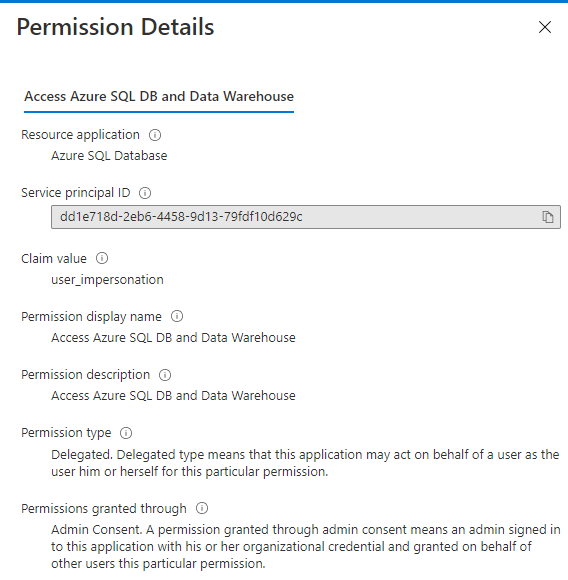 Permission Details
Access Azure SQL DB and Data Warehouse
Resource application
Azure SQL Database
Service principal ID
dd1e718d-2eb6-4458-9d13-79fdf10d629c
Claim value
user_impersonation
Permission display name
Access Azure SQL DB and Data Warehouse
Permission description
Access Azure SQL DB and Data Warehouse
Permission type
Delegated. Delegated type means that this application may act on behalf of a user as the
user him or herself for this particular permission.
Permissions granted through
Admin Consent. A permission granted through admin consent means an admin signed in
to this application with his or her organizational credential and granted on behalf of
other users this particular permission.